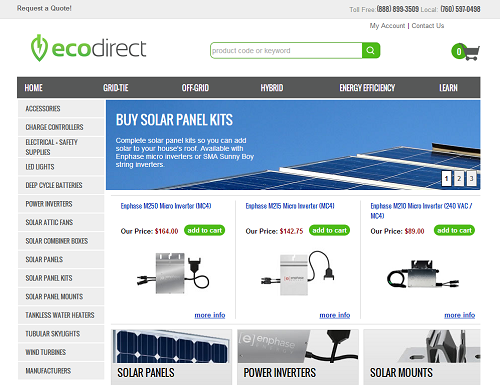 Request a Quote!
Toll Free:(888) 899-3509 Local: (760) 597-0498
My Account | Contact Us
ecodirect
product code or keyword
0
HOME GRID-TIE OFF-GRID HYBRID ENERGY EFFICIENCY LEARN
ACCESSORIES
CHARGE CONTROLLERS
ELECTRICAL + SAFETY
SUPPLIES
LED LIGHTS
DEEP CYCLE BATTERIES
POWER INVERTERS
SOLAR ATTIC FANS
SOLAR COMBINER BOXES
SOLAR PANELS
SOLAR PANEL KITS
SOLAR PANEL MOUNTS
TANKLESS WATER HEATERS
TUBULAR SKYLIGHTS
WIND TURBINES
MANUFACTURERS
BUY SOLAR PANEL KITS
Complete solar panel kits so you can add
solar to your house's roof. Available with
Enphase micro inverters or SMA Sunny Boy
string inverters.
1 2 3
Enphase M250 Micro Inverter (MC4)
Our Price: $164.00 add to cart
more info
Enphase M215 Micro Inverter (MC4)
Our Price: $142.75 add to cart
more info
Enphase M210 Micro Inverter (240 VAC /
MC4)
Our Price: $89.00 add to cart
more info
SOLAR PANELS
[e] enphase
POWER INVERTERS
SOLAR MOUNTS